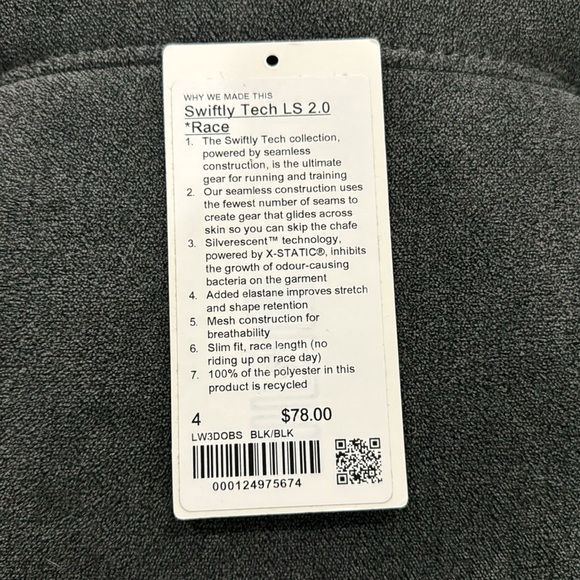 WHY WE MADE THIS
Swiftly Tech LS 2.0
*Race
1. The Swiftly Tech collection,
powered by seamless
construction, is the ultimate
gear for running and training
2. Our seamless construction uses
the fewest number of seams to
create gear that glides across
skin so you can skip the chafe
3. Silverescent™ technology,
powered by X-STATIC®, inhibits
the growth of odour-causing
bacteria on the garment
4. Added elastane improves stretch
and shape retention
5. Mesh construction for
breathability
6. Slim fit, race length (no
riding up on race day)
7. 100% of the polyester in this
product is recycled
4 $78.00
LW3DOBS BLK/BLK
000124975674